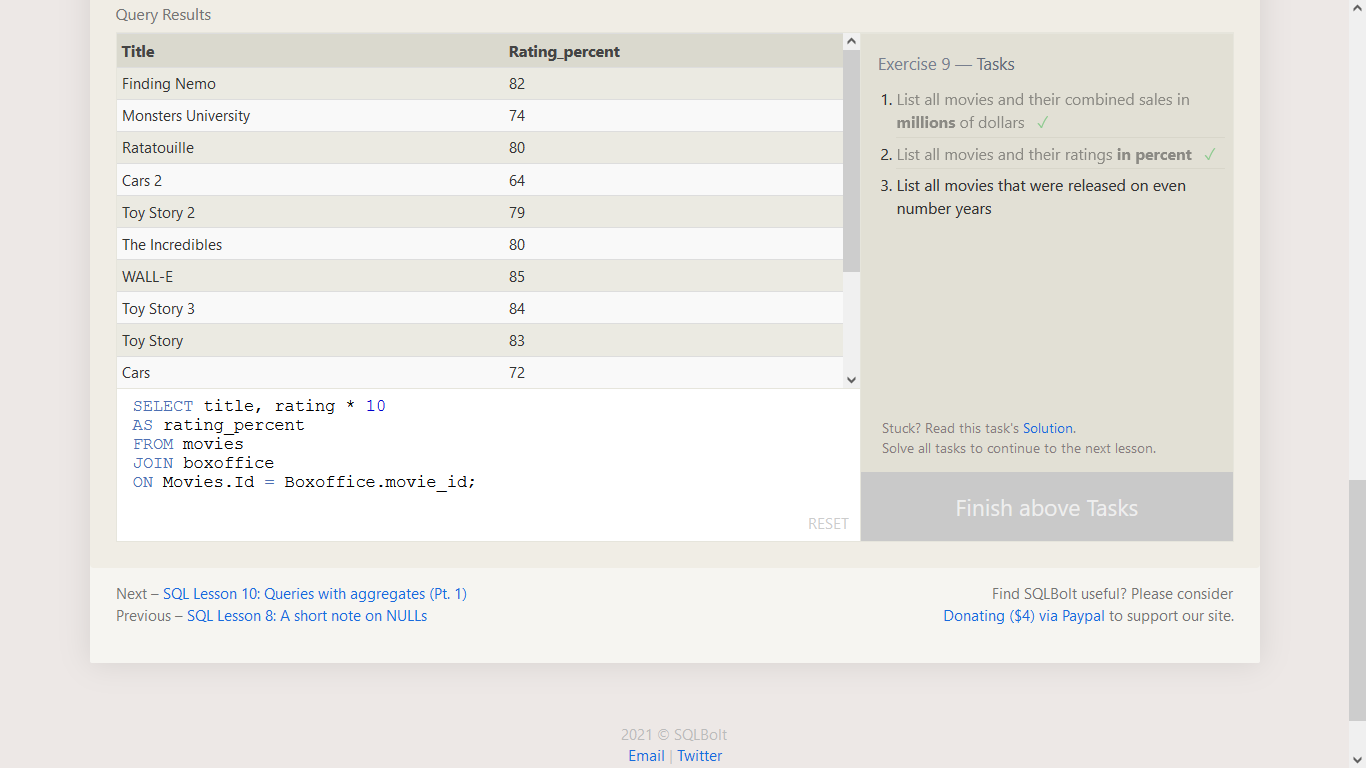 Query Results
Title Rating_percent
Finding Nemo 82
Monsters University 74
Ratatouille 80
Cars 2 64
Toy Story 2 79
The Incredibles 80
WALL-E 85
Toy Story 3 84
Toy Story 83
Cars 72
SELECT title, rating * 10
AS rating_percent
FROM movies
JOIN boxoffice
ON Movies.Id = Boxoffice.movie_id;
RESET
Exercise 9 — Tasks
1. List all movies and their combined sales in
millions of dollars ✓
2. List all movies and their ratings in percent ✓
3. List all movies that were released on even
number years
Stuck? Read this task's Solution.
Solve all tasks to continue to the next lesson.
Finish above Tasks
Next – SQL Lesson 10: Queries with aggregates (Pt. 1)
Previous – SQL Lesson 8: A short note on NULLs
Find SQLBolt useful? Please consider
Donating ($4) via Paypal to support our site.
2021 © SQLBolt
Email | Twitter